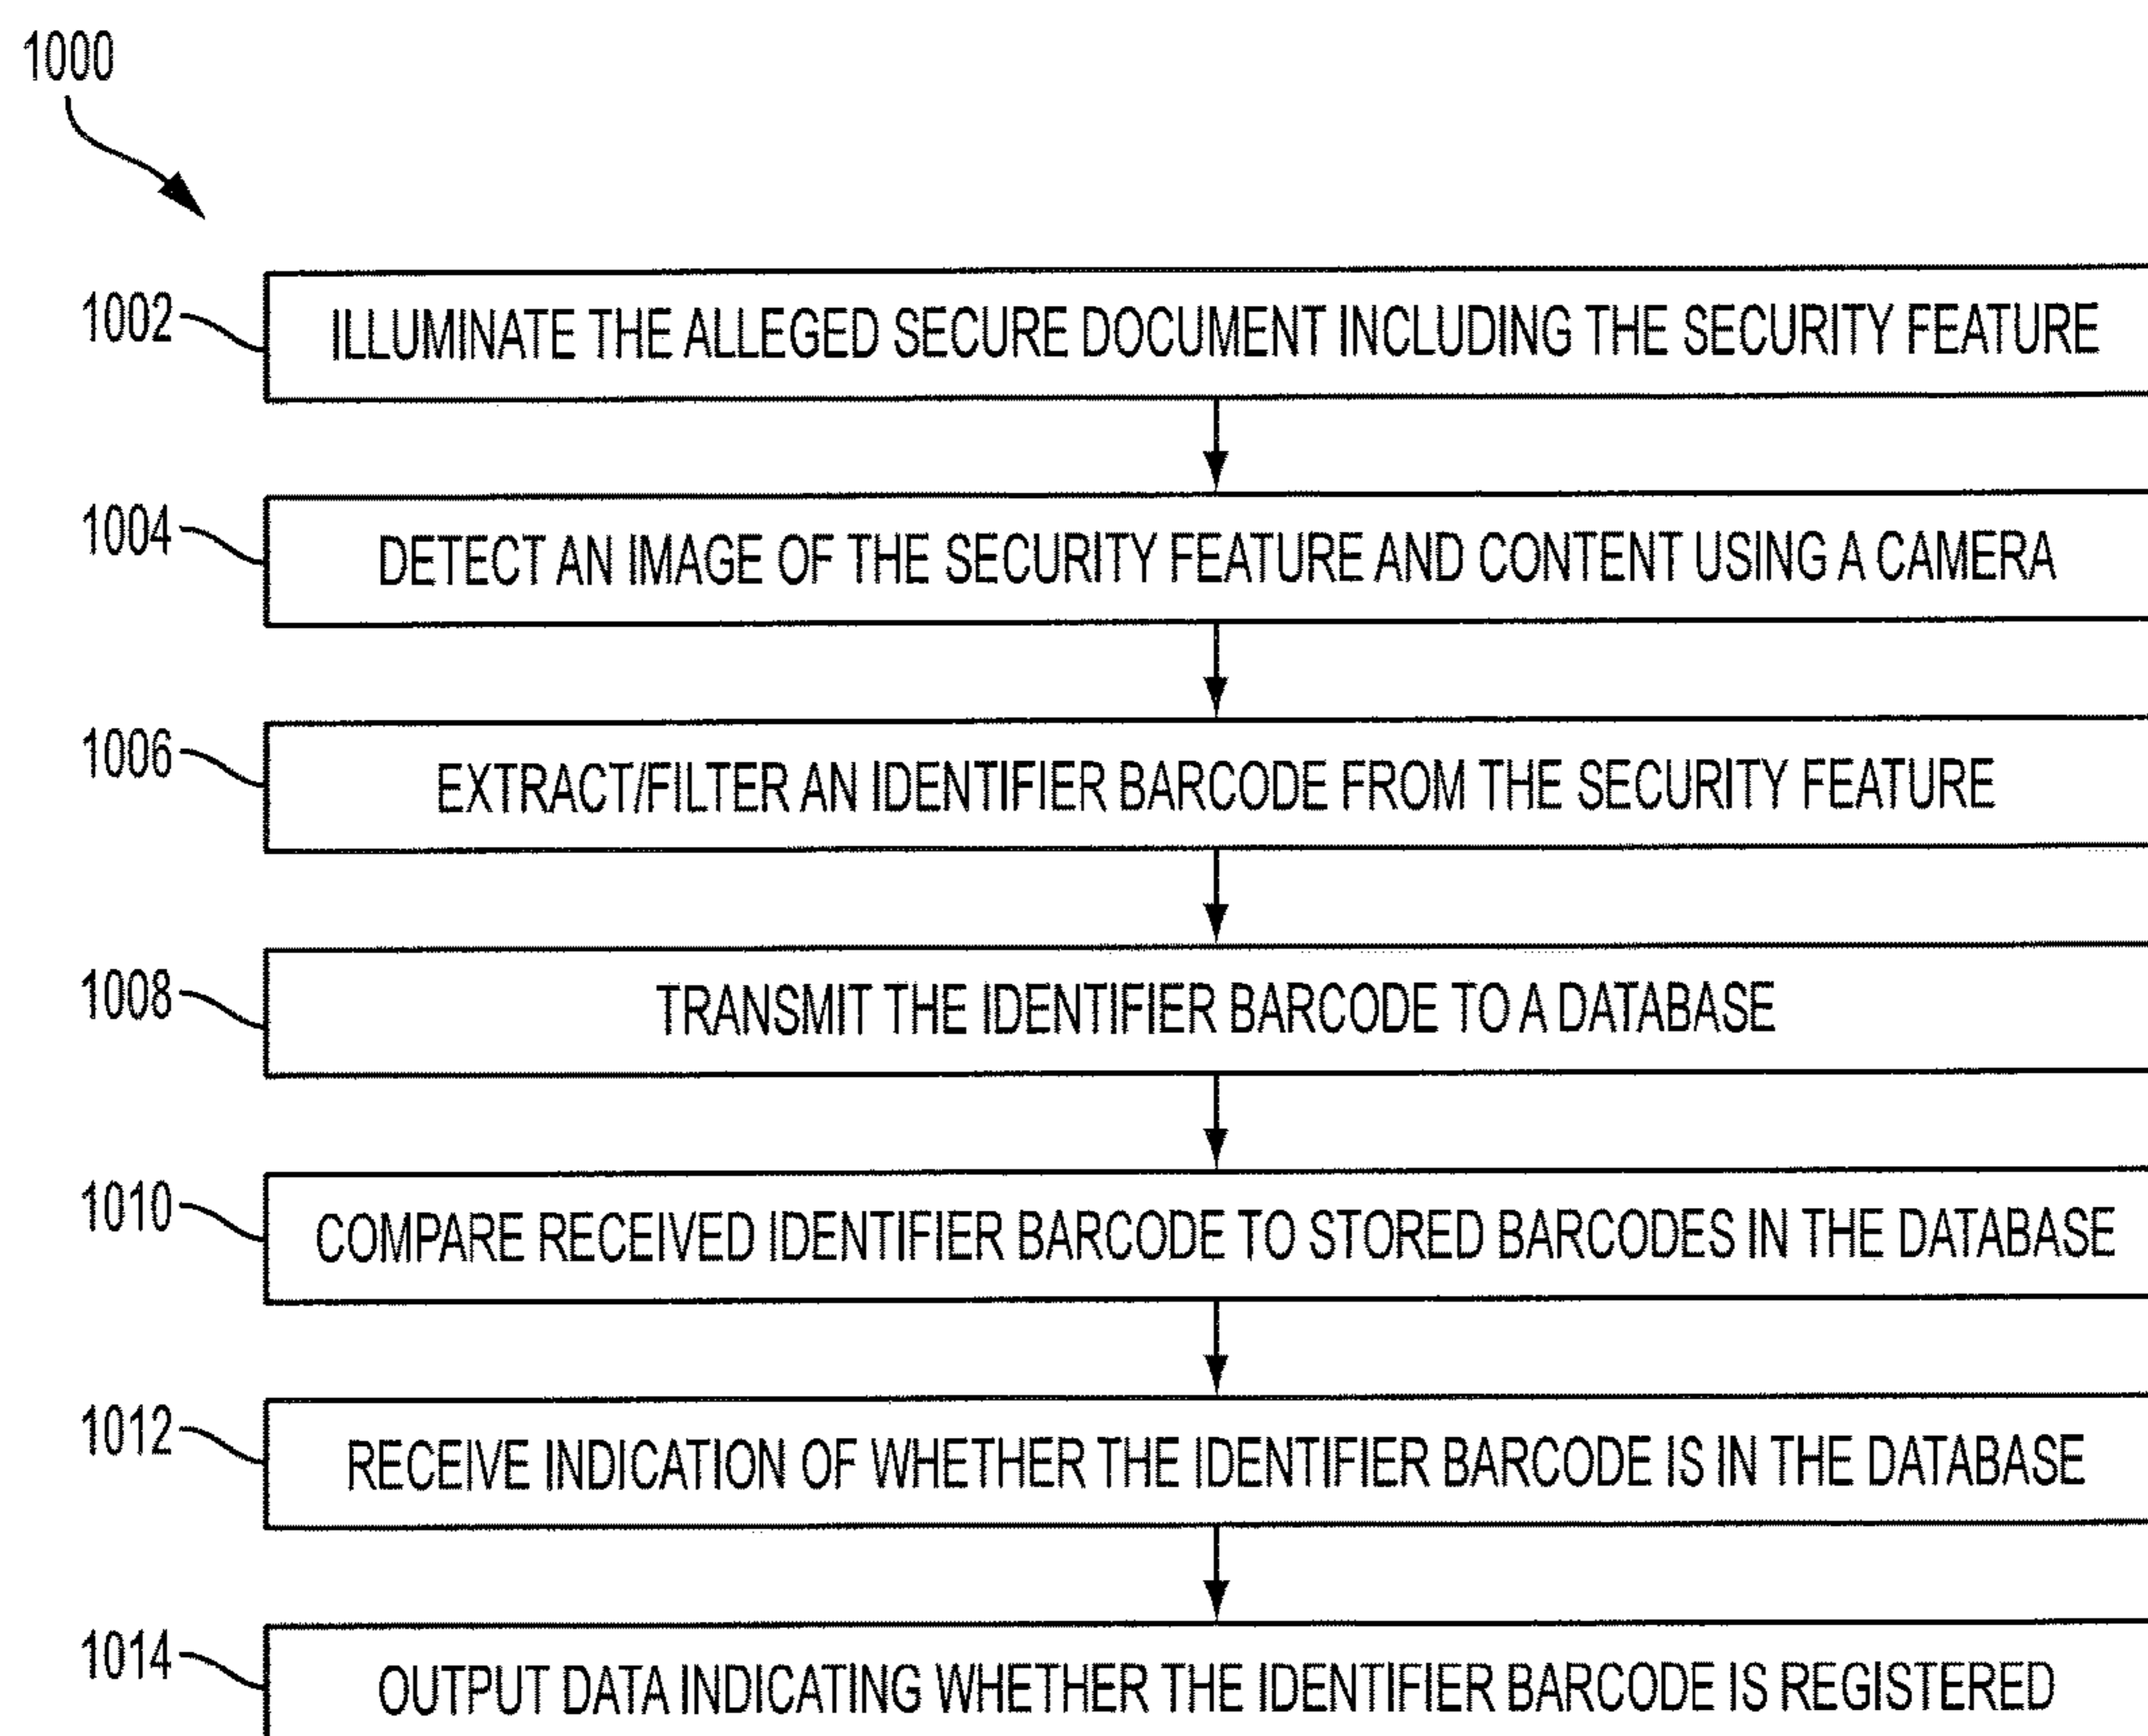 1000
1002 ILLUMINATE THE ALLEGED SECURE DOCUMENT INCLUDING THE SECURITY FEATURE
1004 DETECT AN IMAGE OF THE SECURITY FEATURE AND CONTENT USING A CAMERA
1006 EXTRACT/FILTER AN IDENTIFIER BARCODE FROM THE SECURITY FEATURE
1008 TRANSMIT THE IDENTIFIER BARCODE TO A DATABASE
1010 COMPARE RECEIVED IDENTIFIER BARCODE TO STORED BARCODES IN THE DATABASE
1012 RECEIVE INDICATION OF WHETHER THE IDENTIFIER BARCODE IS IN THE DATABASE
1014 OUTPUT DATA INDICATING WHETHER THE IDENTIFIER BARCODE IS REGISTERED